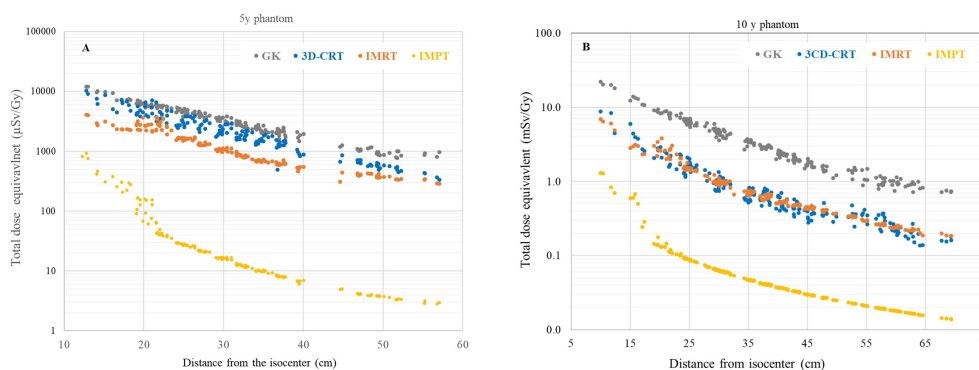 5y phantom
A
GK 3D-CRT IMRT IMPT
Total dose equivavlnet (µSv/Gy)
100000
10000
1000
100
10
1
10 20 30 40 50 60
Distance from the isocenter (cm)
10 y phantom
B
GK 3CD-CRT IMRT IMPT
Total dose equivavlent (mSv/Gy)
100.0
10.0
1.0
0.1
0.0
5 15 25 35 45 55 65
Distance from isocenter (cm)